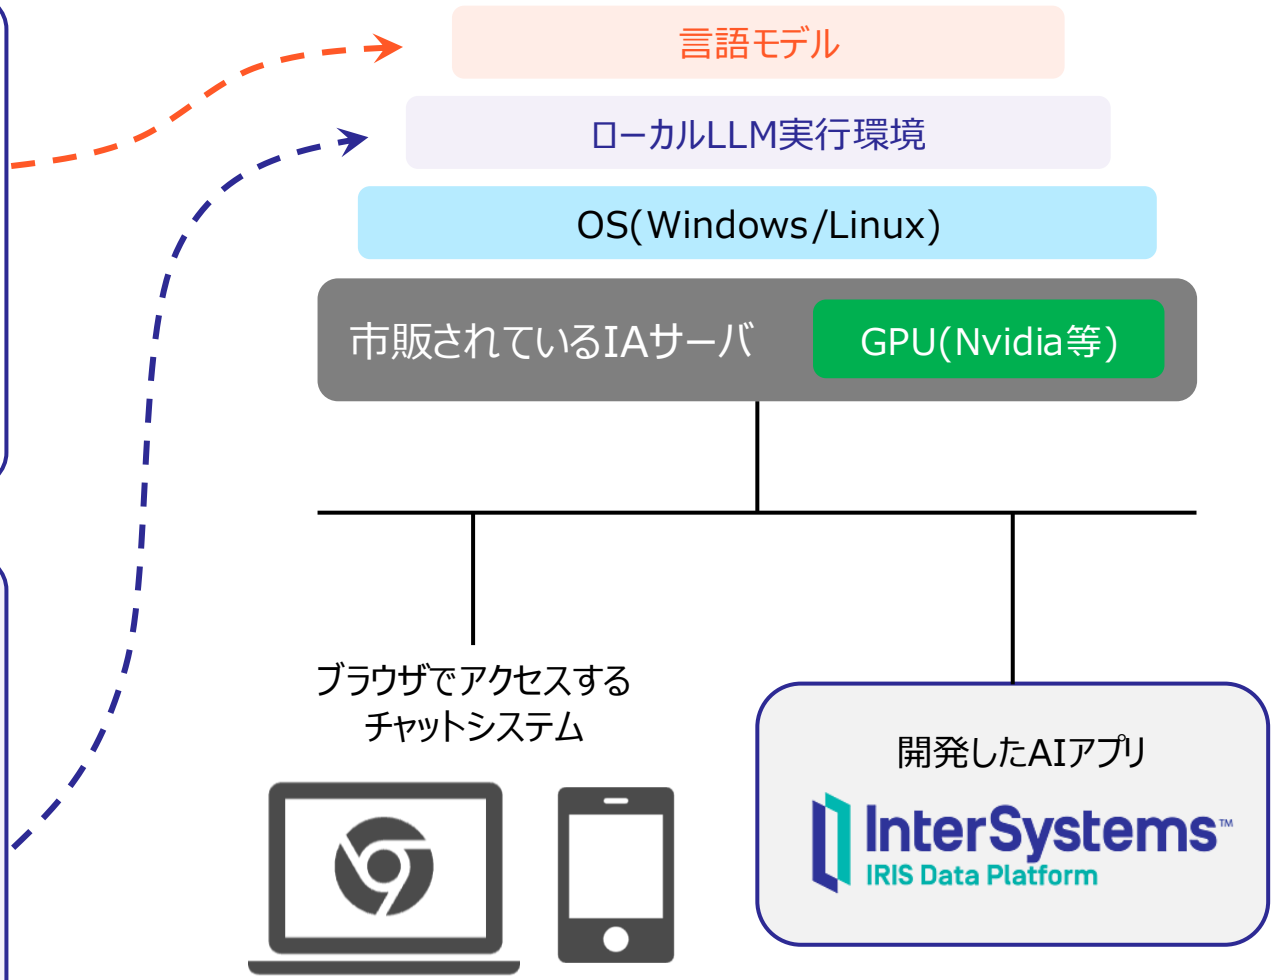 言語モデル
ローカルLLM実行環境
OS(Windows/Linux)
市販されているIAサーバ
GPU(Nvidia等)
ブラウザでアクセスする
チャットシステム
開発したAIアプリ
InterSystems™
IRIS Data Platform